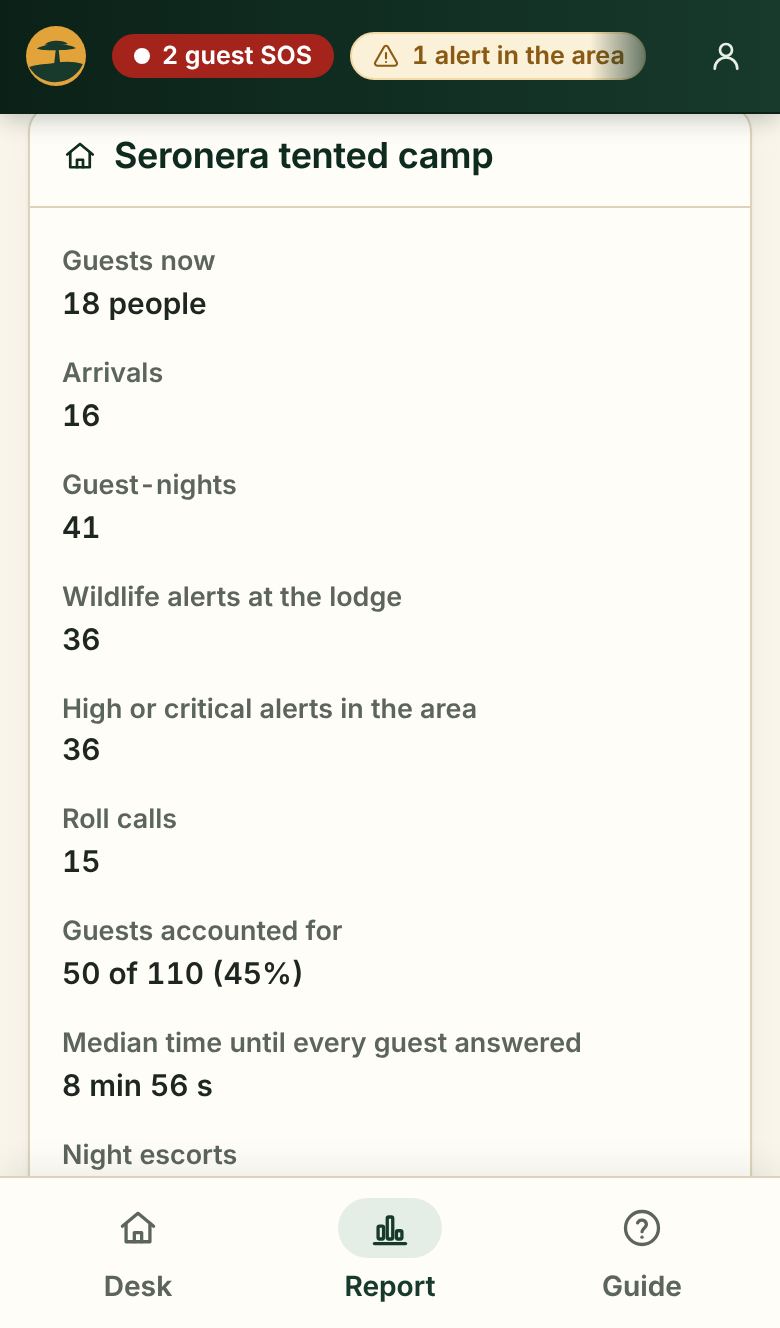 2 guest SOS
1 alert in the area
Seronera tented camp
Guests now
18 people
Arrivals
16
Guest-nights
41
Wildlife alerts at the lodge
36
High or critical alerts in the area
36
Roll calls
15
Guests accounted for
50 of 110 (45%)
Median time until every guest answered
8 min 56 s
Night escorts
Desk
Report
Guide